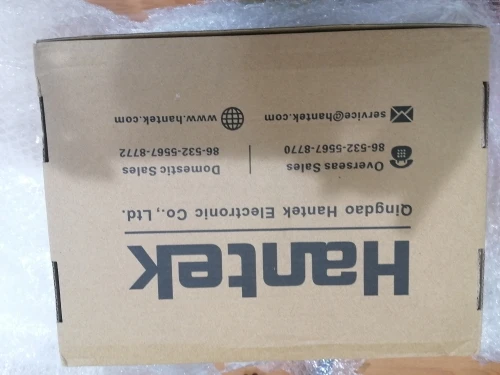 Hantek
Qingdao Hantek Electronic Co., Ltd.
Overseas Sales
86-532-5567-8770
Domestic Sales
86-532-5567-8772
service@hantek.com
www.hantek.com